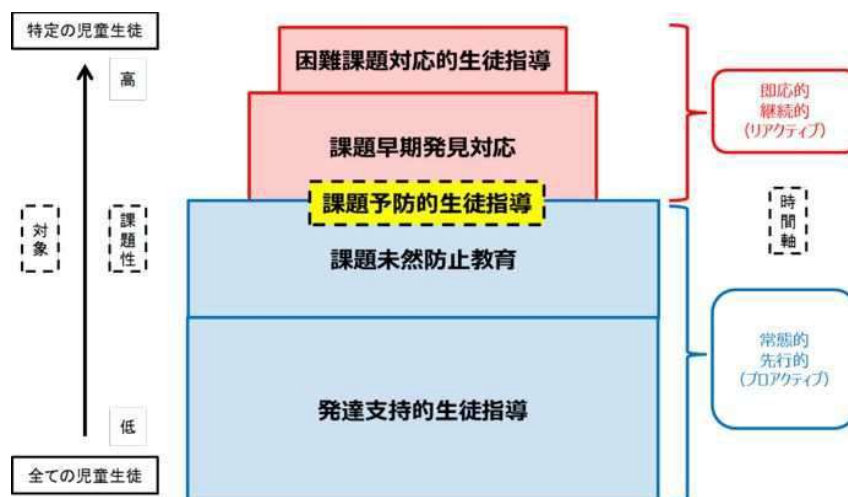 特定の児童生徒
高
対象
課題性
低
全ての児童生徒
困難課題対応的生徒指導
課題早期発見対応
課題予防的生徒指導
課題未然防止教育
発達支持的生徒指導
即応的
継続的
(リアクティブ)
時間軸
常態的
先行的
(プロアクティブ)